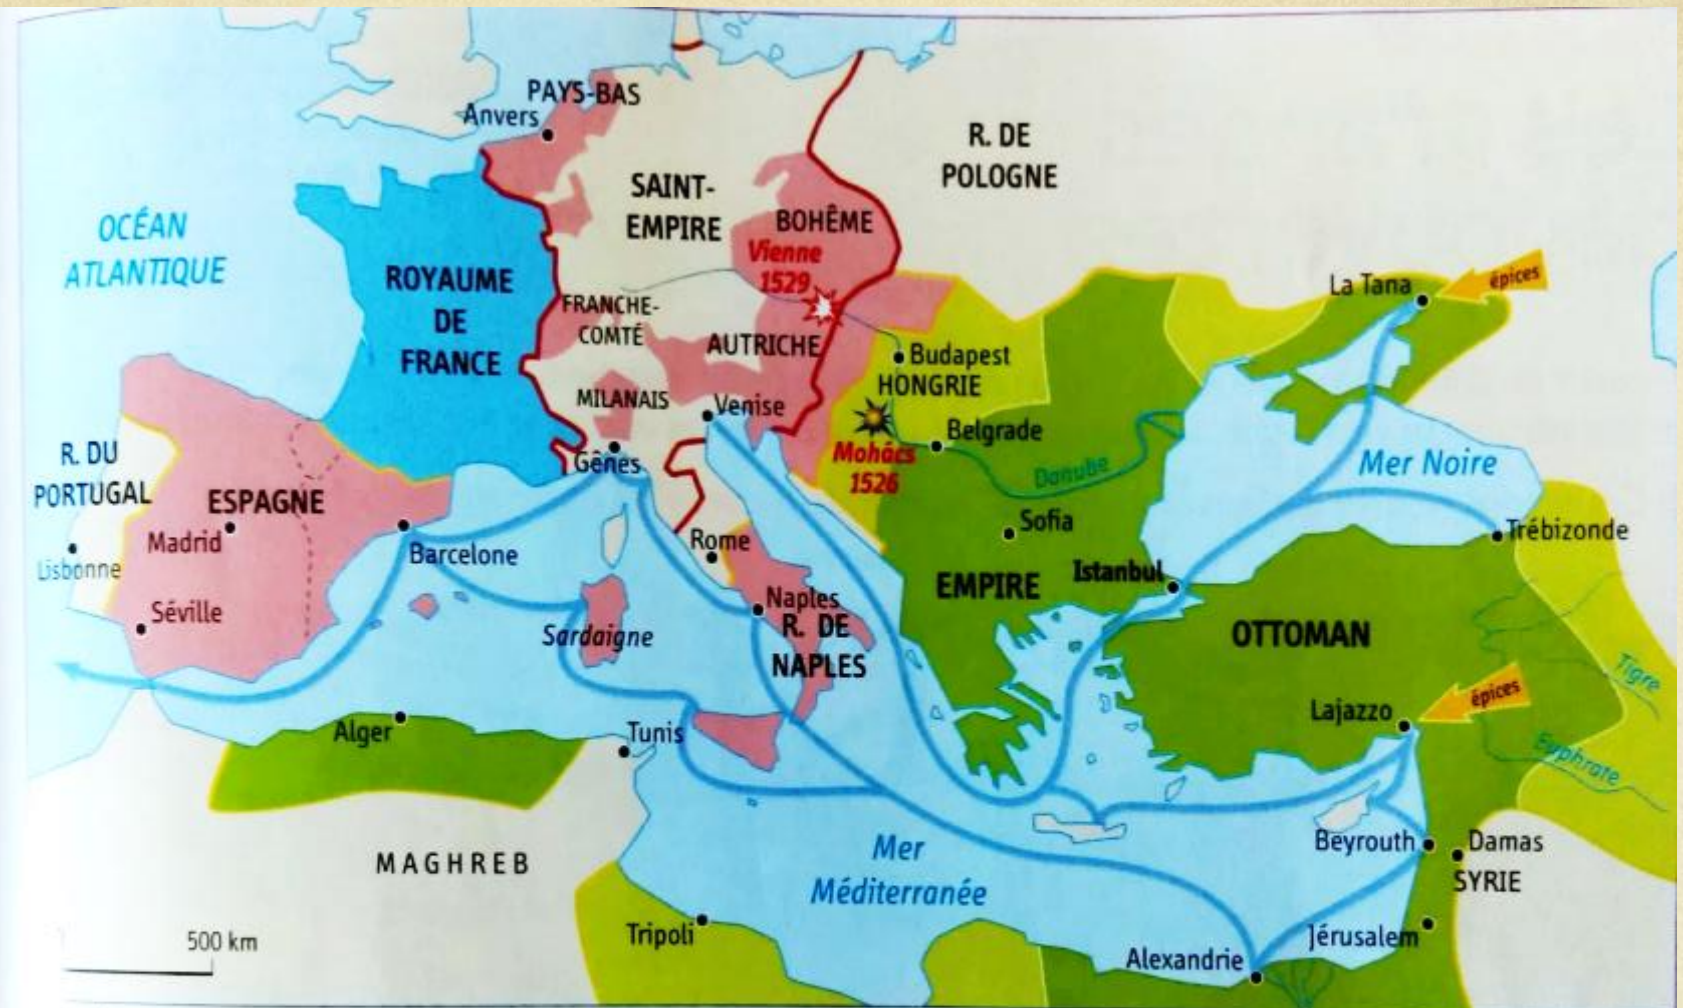 PAYS-BAS
Anvers
R. DE
POLOGNE
SAINT-
EMPIRE
OCÉAN
ATLANTIQUE
BOHÊME
Vienne
1529
ROYAUME
DE
FRANCE
FRANCHE-
COMTÉ
AUTRICHE
La Tana
épices
Budapest
HONGRIE
MILANAIS
Venise
Belgrade
Mohács
1526
Danube
Mer Noire
R. DU
PORTUGAL
ESPAGNE
Madrid
Lisbonne
Séville
Gênes
Barcelone
Rome
Sofia
Trébizonde
Istanbul
EMPIRE
OTTOMAN
Naples
R. DE
NAPLES
Sardaigne
Tigre
épices
Lajazzo
Euphrate
Alger
Tunis
MAGHREB
Mer
Méditerranée
Beyrouth
Damas
SYRIE
Tripoli
Jérusalem
Alexandrie
500 km